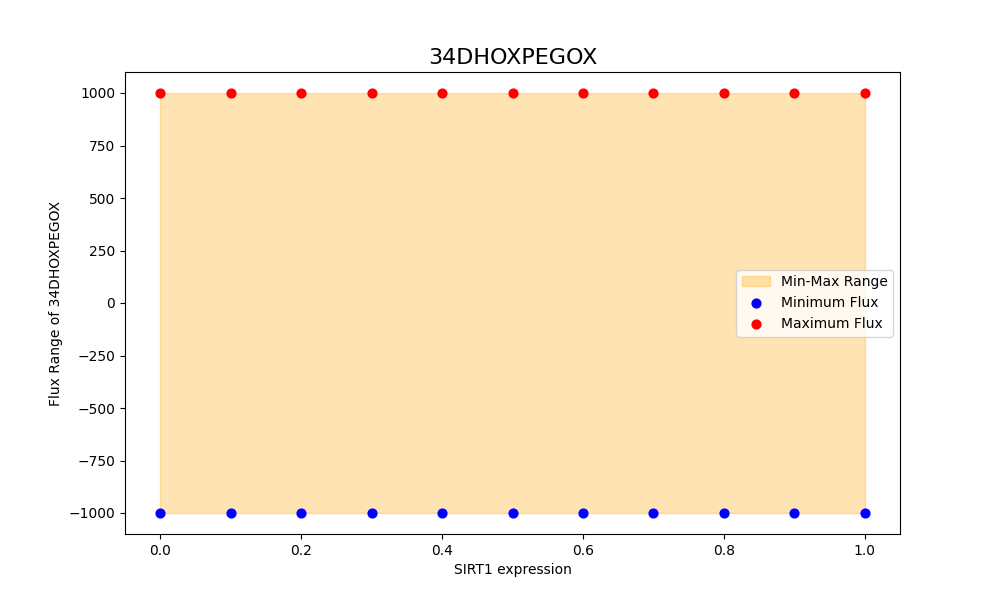 34DHOXPEGOX
1000
750
500
250
0
−250
−500
−750
−1000
Flux Range of 34DHOXPEGOX
Min-Max Range
Minimum Flux
Maximum Flux
0.0 0.2 0.4 0.6 0.8 1.0
SIRT1 expression